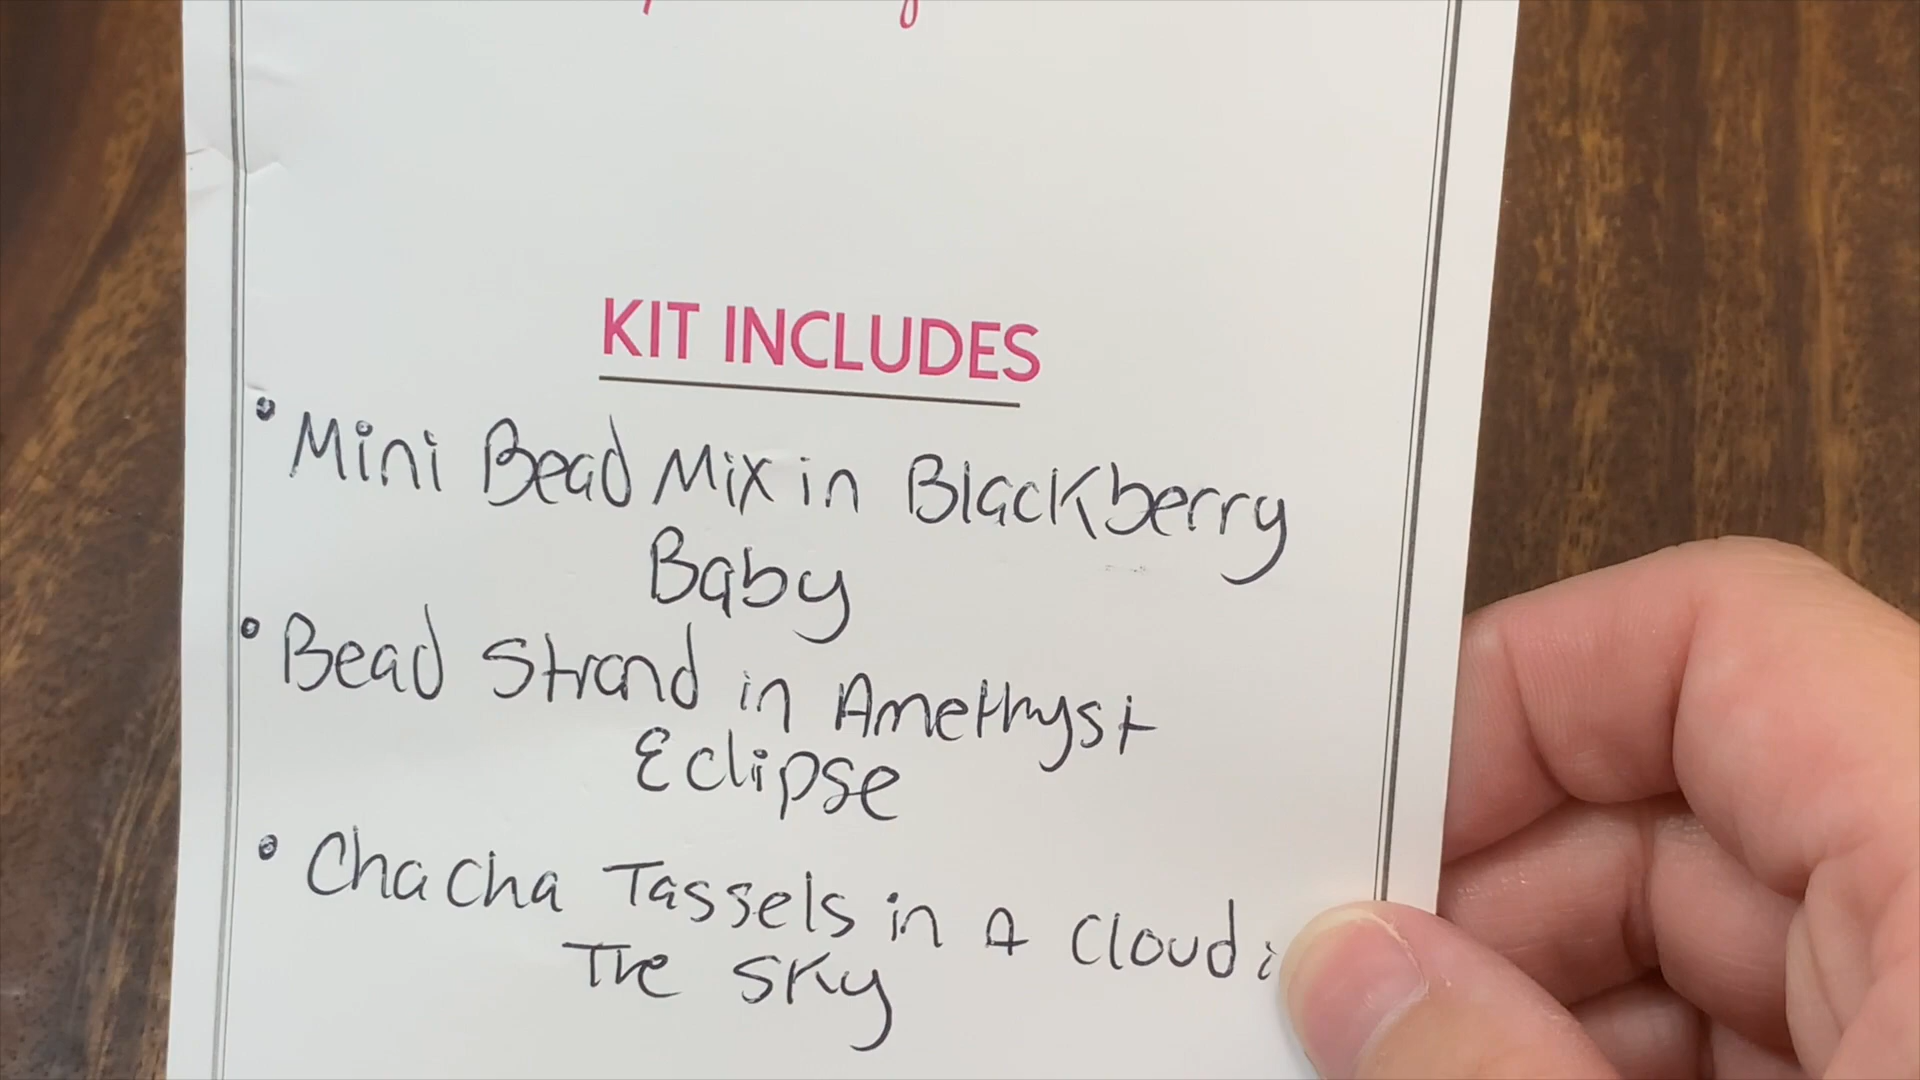 KIT INCLUDES
• Mini Bead Mix in Blackberry
Baby
• Bead Strand in Amethyst
Eclipse
• Cha Cha Tassels in A Cloud
The Sky